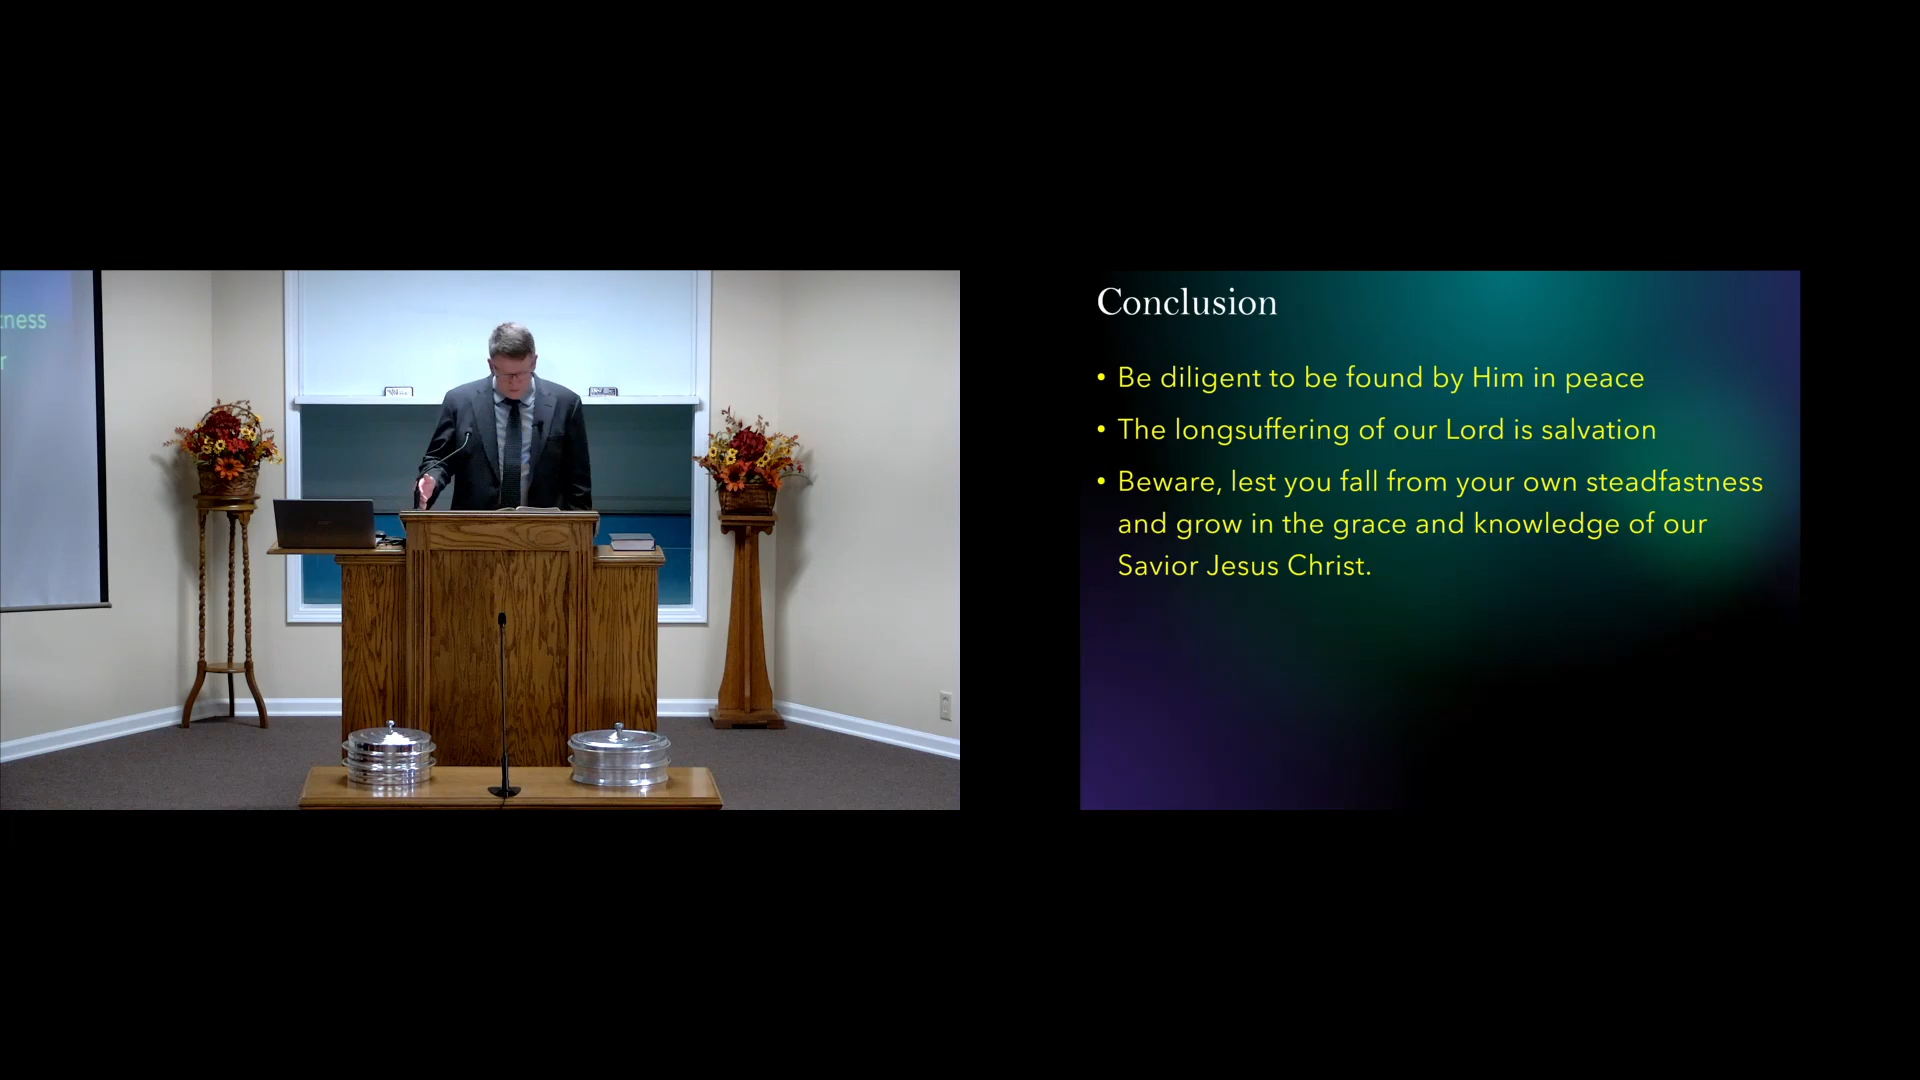 tness
r
Conclusion
• Be diligent to be found by Him in peace
• The longsuffering of our Lord is salvation
• Beware, lest you fall from your own steadfastness
and grow in the grace and knowledge of our
Savior Jesus Christ.